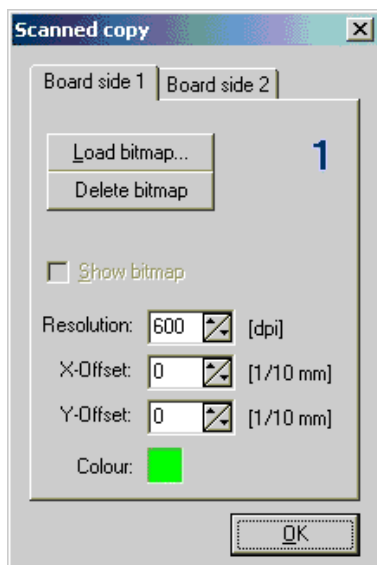 Scanned copy
Board side 1 Board side 2
Load bitmap...
1
Delete bitmap
Show bitmap
Resolution: 600 [dpi]
X-Offset: 0 [1/10 mm]
Y-Offset: 0 [1/10 mm]
Colour:
OK